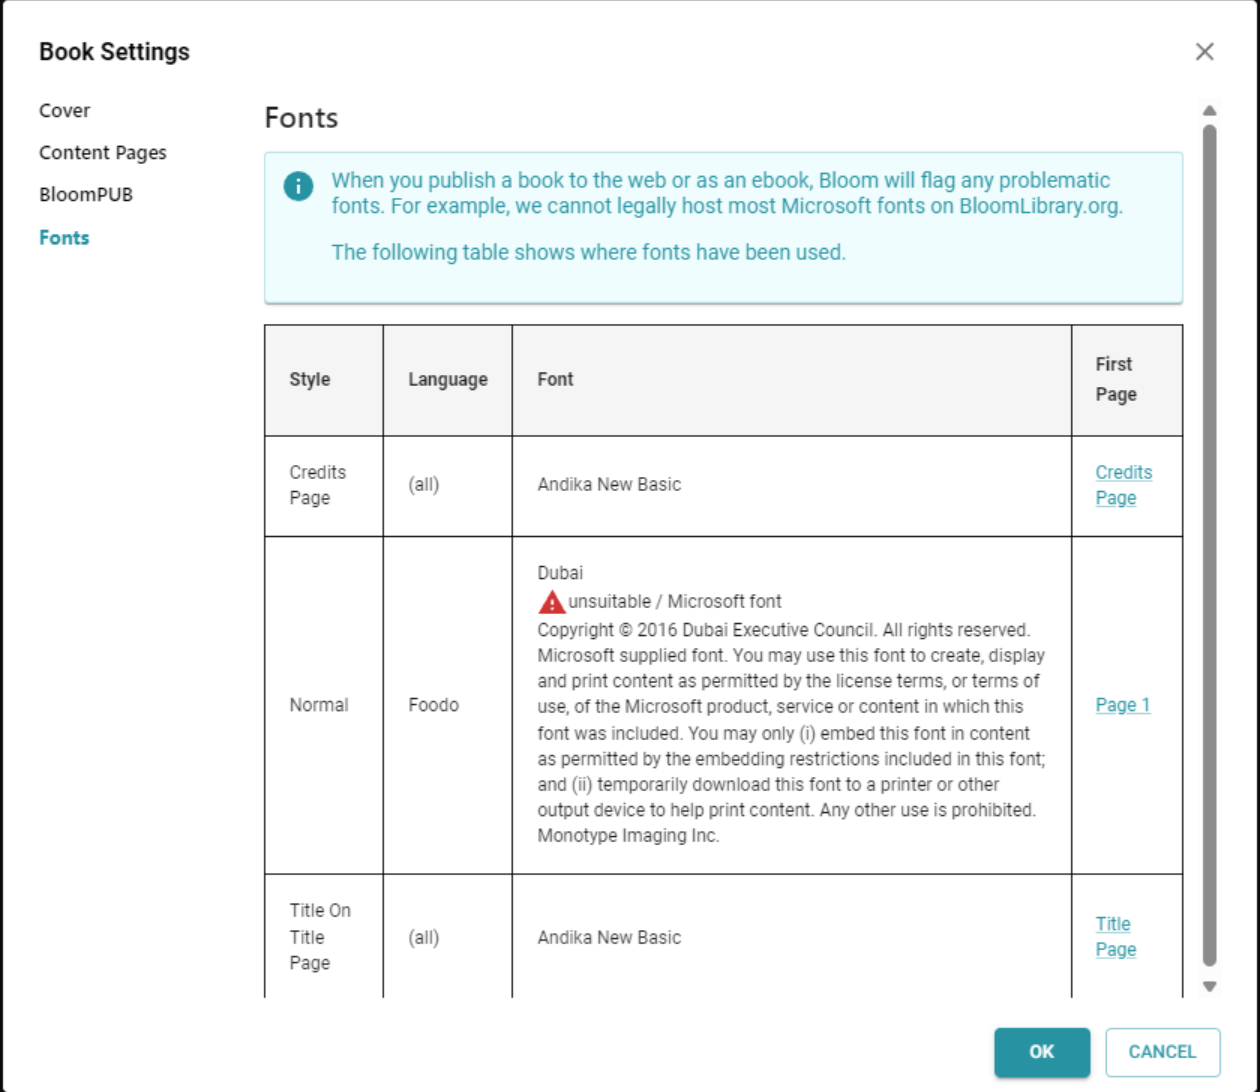 Book Settings
Cover
Content Pages
BloomPUB
Fonts
Fonts
When you publish a book to the web or as an ebook, Bloom will flag any problematic
fonts. For example, we cannot legally host most Microsoft fonts on BloomLibrary.org.
The following table shows where fonts have been used.
Style
Language
Font
First
Page
Credits
Page
(all)
Andika New Basic
Credits
Page
Normal
Foodo
Dubai
unsuitable / Microsoft font
Copyright © 2016 Dubai Executive Council. All rights reserved.
Microsoft supplied font. You may use this font to create, display
and print content as permitted by the license terms, or terms of
use, of the Microsoft product, service or content in which this
font was included. You may only (i) embed this font in content
as permitted by the embedding restrictions included in this font;
and (ii) temporarily download this font to a printer or other
output device to help print content. Any other use is prohibited.
Monotype Imaging Inc.
Page 1
Title On
Title
Page
(all)
Andika New Basic
Title
Page
OK
CANCEL